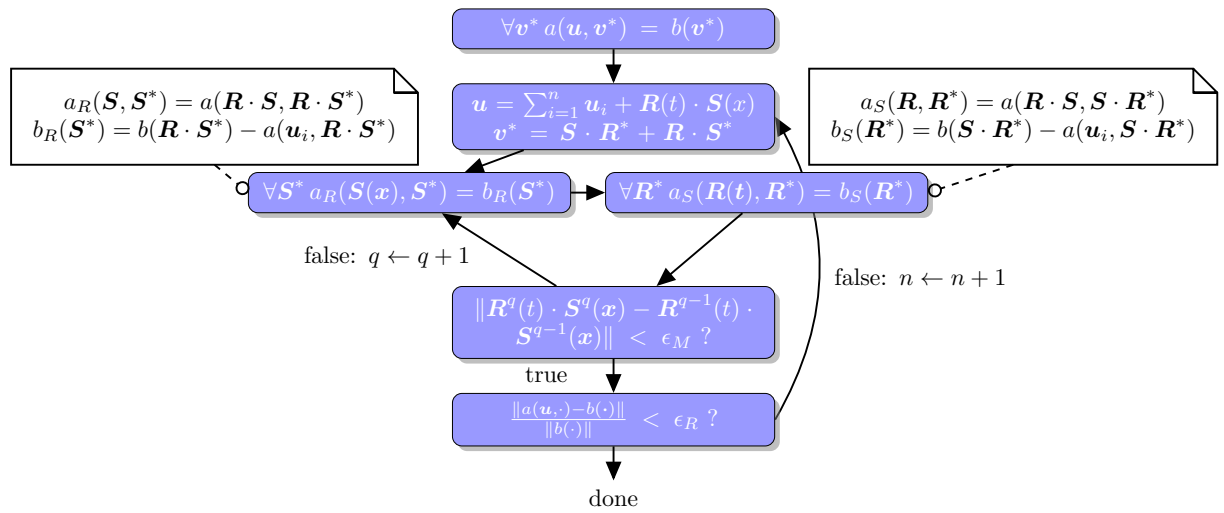 ∀𝒗* a(𝒖, 𝒗*) = b(𝒗*)
a_R(𝑺, 𝑺*) = a(𝑹 · 𝑺, 𝑹 · 𝑺*)
b_R(𝑺*) = b(𝑹 · 𝑺*) − a(𝒖_i, 𝑹 · 𝑺*)
𝒖 = ∑_{i=1}^{n} 𝒖_i + 𝑹(t) · 𝑺(x)
𝒗* = 𝑺 · 𝑹* + 𝑹 · 𝑺*
a_S(𝑹, 𝑹*) = a(𝑹 · 𝑺, 𝑺 · 𝑹*)
b_S(𝑹*) = b(𝑺 · 𝑹*) − a(𝒖_i, 𝑺 · 𝑹*)
∀𝑺* a_R(𝑺(𝒙), 𝑺*) = b_R(𝑺*)
∀𝑹* a_S(𝑹(𝒕), 𝑹*) = b_S(𝑹*)
false: q ← q + 1
false: n ← n + 1
‖𝑹^q(t) · 𝑺^q(𝒙) − 𝑹^{q−1}(t) ·
𝑺^{q−1}(𝒙)‖ < ϵ_M ?
true
‖a(𝒖,·)−b(·)‖ / ‖b(·)‖ < ϵ_R ?
done